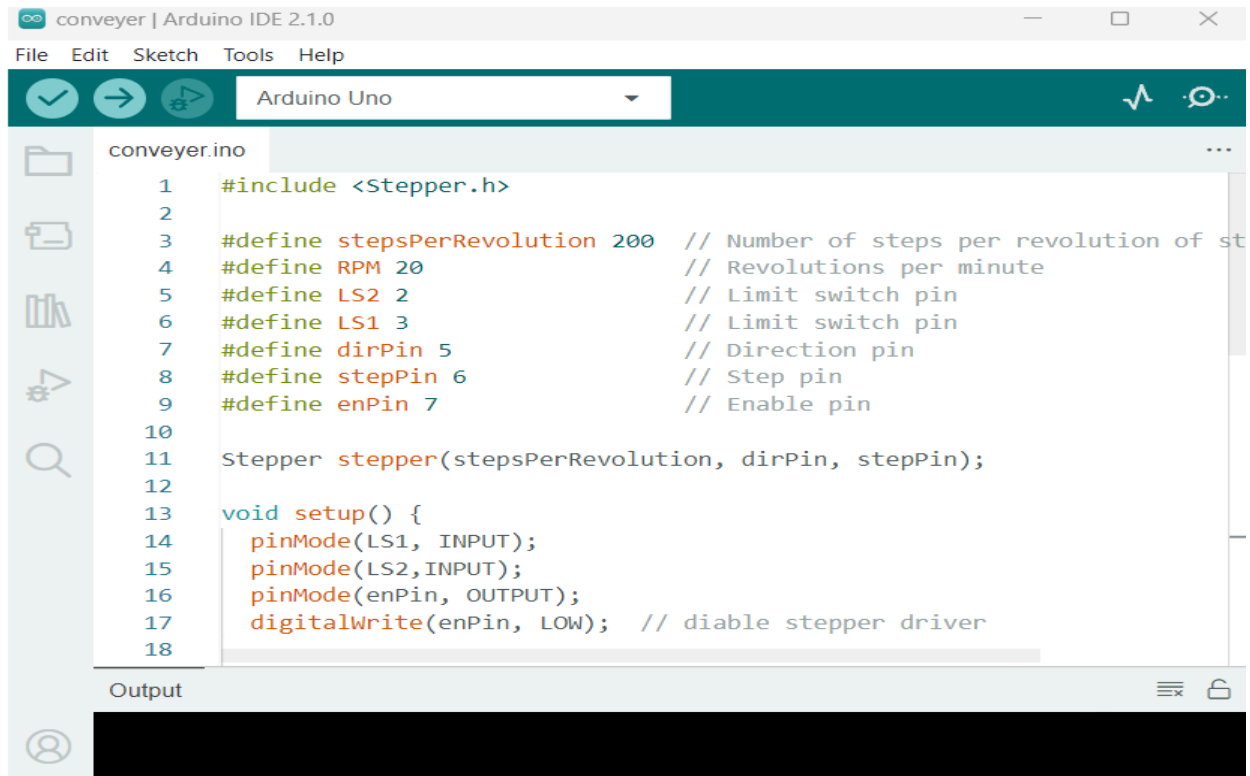 conveyer | Arduino IDE 2.1.0
File Edit Sketch Tools Help
Arduino Uno
conveyer.ino
1 #include <Stepper.h>
2
3 #define stepsPerRevolution 200 // Number of steps per revolution of st
4 #define RPM 20 // Revolutions per minute
5 #define LS2 2 // Limit switch pin
6 #define LS1 3 // Limit switch pin
7 #define dirPin 5 // Direction pin
8 #define stepPin 6 // Step pin
9 #define enPin 7 // Enable pin
10
11 Stepper stepper(stepsPerRevolution, dirPin, stepPin);
12
13 void setup() {
14 pinMode(LS1, INPUT);
15 pinMode(LS2,INPUT);
16 pinMode(enPin, OUTPUT);
17 digitalWrite(enPin, LOW); // diable stepper driver
18
Output